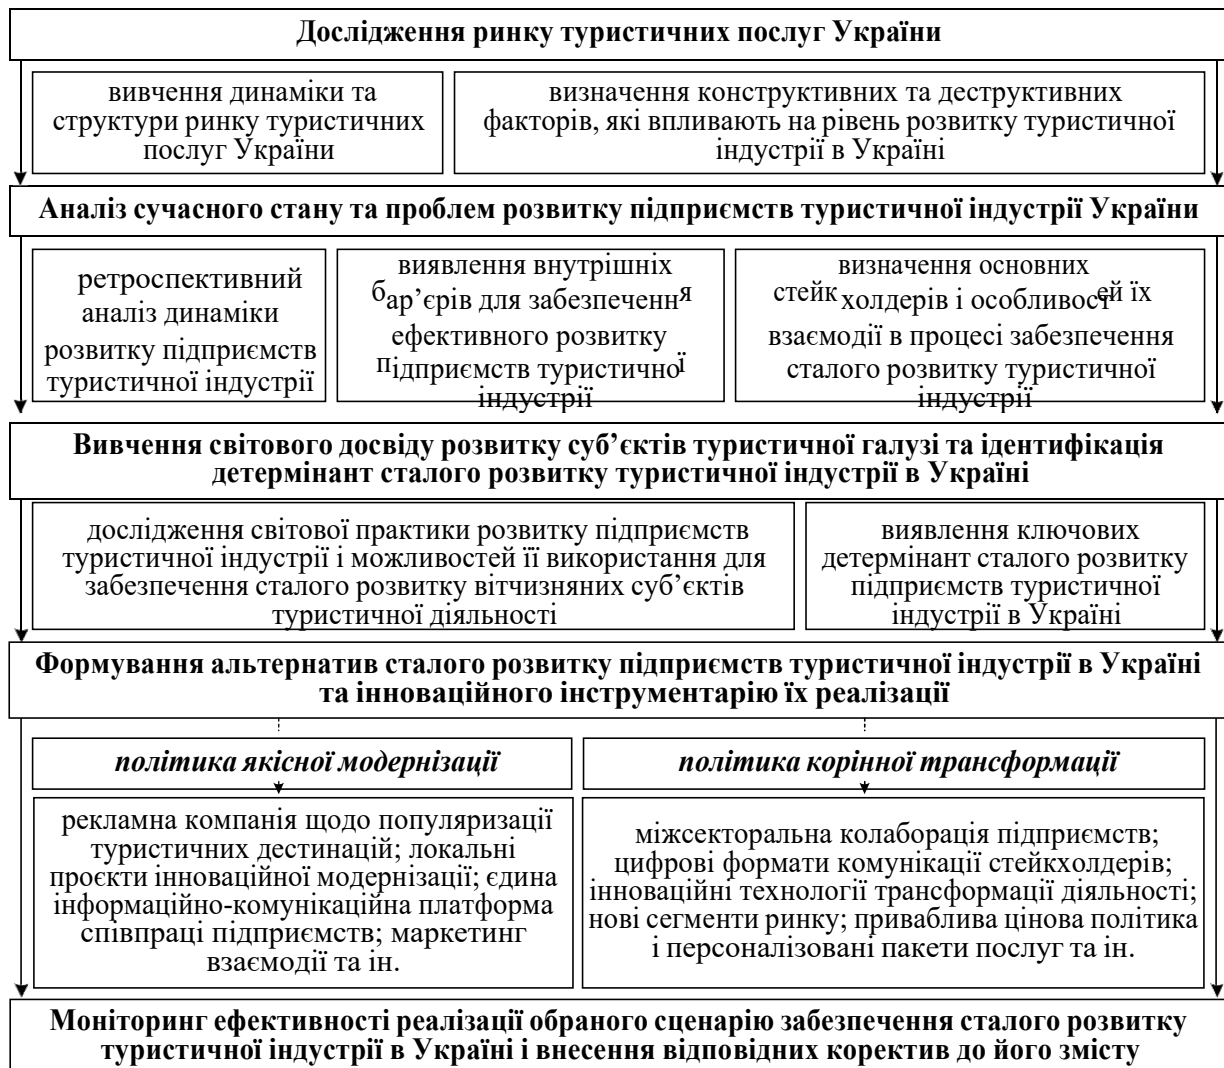 Дослідження ринку туристичних послуг України
вивчення динаміки та
структури ринку туристичних
послуг України
визначення конструктивних та деструктивних
факторів, які впливають на рівень розвитку туристичної
індустрії в Україні
Аналіз сучасного стану та проблем розвитку підприємств туристичної індустрії України
ретроспективний
аналіз динаміки
розвитку підприємств
туристичної індустрії
виявлення внутрішніх
бар’єрів для забезпечення
ефективного розвитку
підприємств туристичної
індустрії
визначення основних
стейкхолдерів і особливостей їх
взаємодії в процесі забезпечення
сталого розвитку туристичної
індустрії
Вивчення світового досвіду розвитку суб’єктів туристичної галузі та ідентифікація
детермінант сталого розвитку туристичної індустрії в Україні
дослідження світової практики розвитку підприємств
туристичної індустрії і можливостей її використання для
забезпечення сталого розвитку вітчизняних суб’єктів
туристичної діяльності
виявлення ключових
детермінант сталого розвитку
підприємств туристичної
індустрії в Україні
Формування альтернатив сталого розвитку підприємств туристичної індустрії в Україні
та інноваційного інструментарію їх реалізації
політика якісної модернізації
політика корінної трансформації
рекламна компанія щодо популяризації
туристичних дестинацій; локальні
проєкти інноваційної модернізації; єдина
інформаційно-комунікаційна платформа
співпраці підприємств; маркетинг
взаємодії та ін.
міжсекторальна колаборація підприємств;
цифрові формати комунікації стейкхолдерів;
інноваційні технології трансформації діяльності;
нові сегменти ринку; приваблива цінова політика
і персоналізовані пакети послуг та ін.
Моніторинг ефективності реалізації обраного сценарію забезпечення сталого розвитку
туристичної індустрії в Україні і внесення відповідних коректив до його змісту